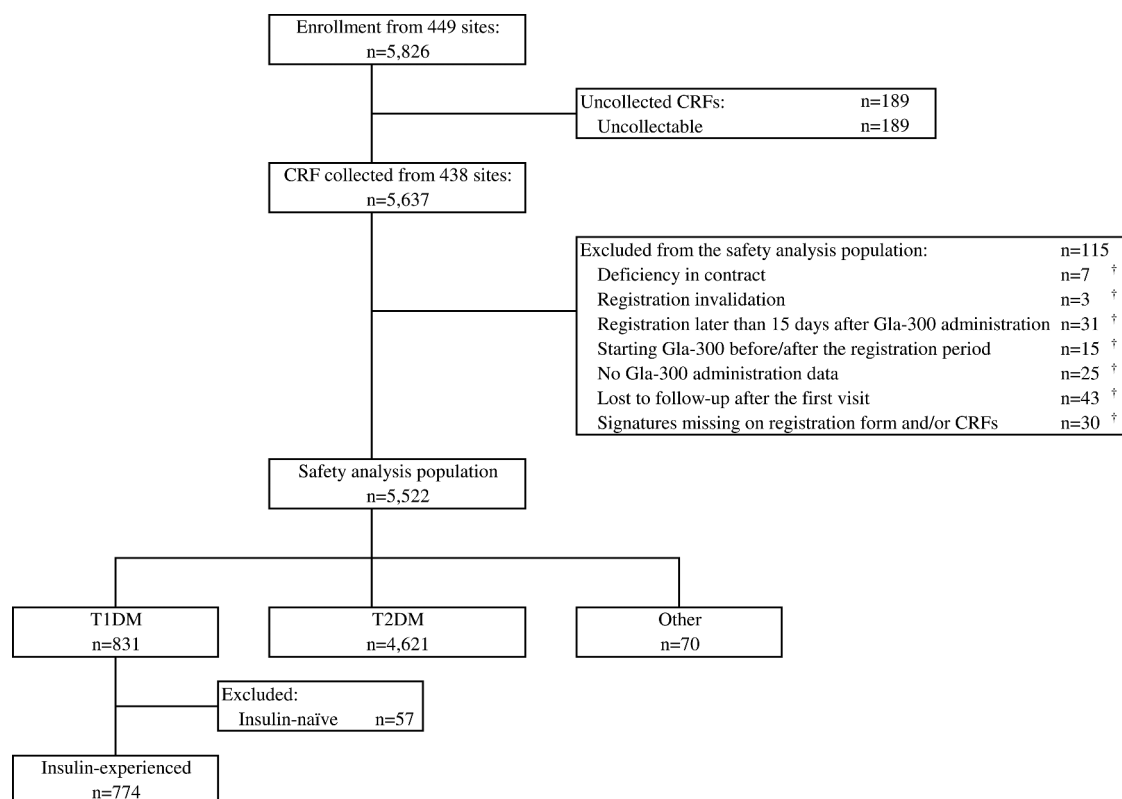 Enrollment from 449 sites:
n=5,826
Uncollected CRFs: n=189
Uncollectable n=189
CRF collected from 438 sites:
n=5,637
Excluded from the safety analysis population: n=115
Deficiency in contract n=7 †
Registration invalidation n=3 †
Registration later than 15 days after Gla-300 administration n=31 †
Starting Gla-300 before/after the registration period n=15 †
No Gla-300 administration data n=25 †
Lost to follow-up after the first visit n=43 †
Signatures missing on registration form and/or CRFs n=30 †
Safety analysis population
n=5,522
T1DM
n=831
T2DM
n=4,621
Other
n=70
Excluded:
Insulin-naïve n=57
Insulin-experienced
n=774